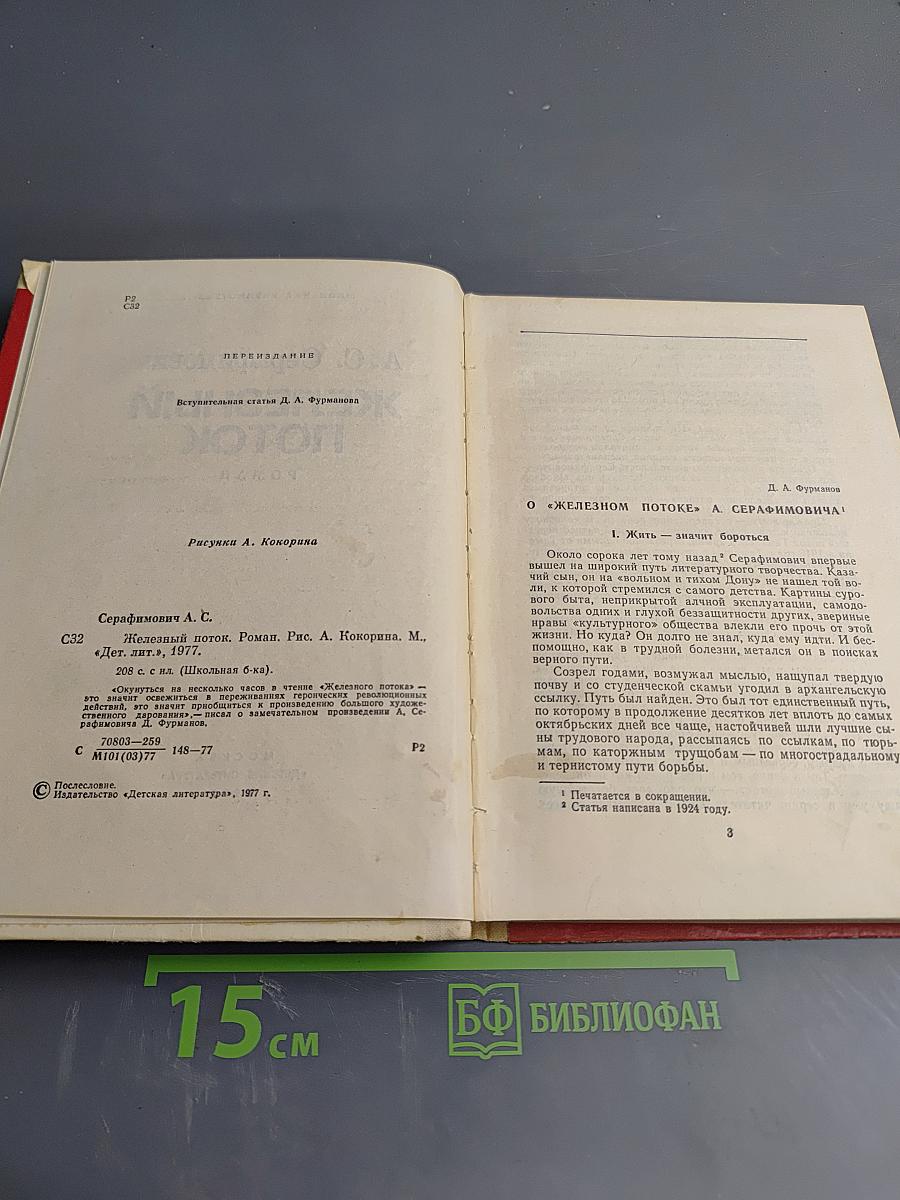 Р2
С32
ПЕРЕИЗДАНИЕ
Вступительная статья Д. А. Фурманова
Рисунки А. Кокорина
Серафимович А. С.
С32 Железный поток. Роман. Рис. А. Кокорина. М.,
«Дет. лит.», 1977.
208 с. с ил. (Школьная б-ка).
«Окунуться на несколько часов в чтение «Железного потока» —
это значит освежиться в переживаниях героических революционных
действий, это значит приобщиться к произведению большого художе-
ственного дарования»,— писал о замечательном произведении А. Се-
рафимовича Д. Фурманов.
С 70803—259
М101(03)77 148—77 Р2
© Послесловие.
Издательство «Детская литература», 1977 г.
Д. А. Фурманов
О «ЖЕЛЕЗНОМ ПОТОКЕ» А. СЕРАФИМОВИЧА¹
I. Жить — значит бороться
Около сорока лет тому назад² Серафимович впервые
вышел на широкий путь литературного творчества. Каза-
чий сын, он на «вольном и тихом Дону» не нашел той во-
ли, к которой стремился с самого детства. Картины суро-
вого быта, неприкрытой алчной эксплуатации, самодо-
вольства одних и глухой беззащитности других, звериные
нравы «культурного» общества влекли его прочь от этой
жизни. Но куда? Он долго не знал, куда ему идти. И бес-
помощно, как в трудной болезни, метался он в поисках
верного пути.
Созрел годами, возмужал мыслью, нащупал твердую
почву и со студенческой скамьи угодил в архангельскую
ссылку. Путь был найден. Это был тот единственный путь,
по которому в продолжение десятков лет вплоть до самых
октябрьских дней все чаще, настойчивей шли лучшие сы-
ны трудового народа, рассыпаясь по ссылкам, по тюрь-
мам, по каторжным трущобам — по многострадальному
и тернистому пути борьбы.
¹ Печатается в сокращении.
² Статья написана в 1924 году.
3
15 см
БФ БИБЛИОФАН